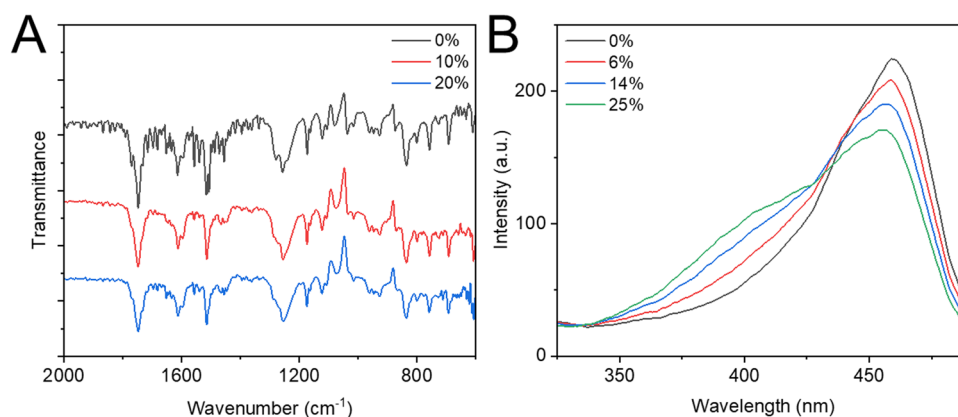 A
0%
10%
20%
Transmittance
2000
1600
1200
800
Wavenumber (cm⁻¹)
B
0%
6%
14%
25%
200
100
0
Intensity (a.u.)
350
400
450
Wavelength (nm)